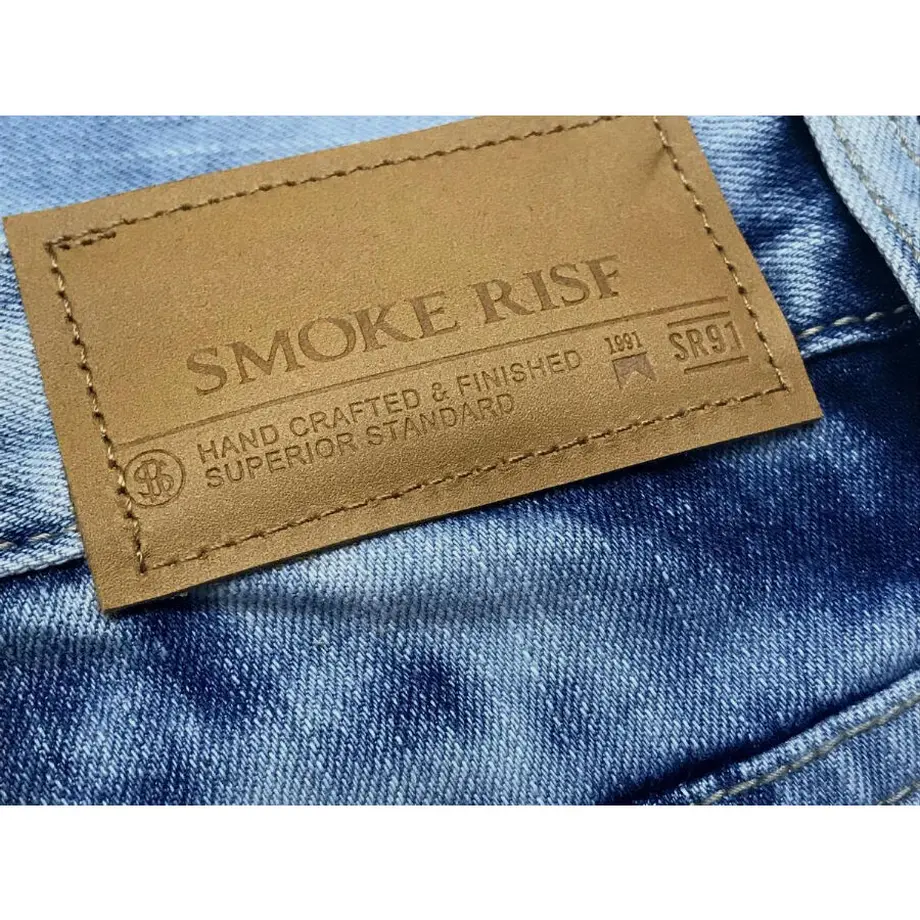 SMOKE RISE
HAND CRAFTED & FINISHED
SUPERIOR STANDARD
1991
SR91